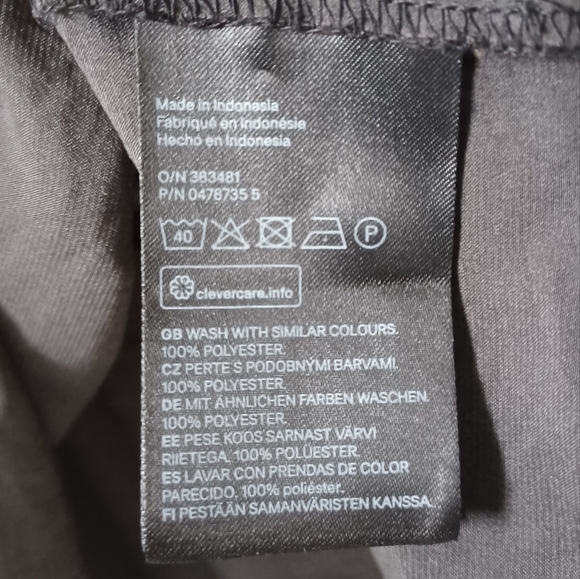 Made in Indonesia
Fabriqué en Indonésie
Hecho en Indonesia
O/N 383481
P/N 0478735 5
40 P
clevercare.info
GB WASH WITH SIMILAR COLOURS.
100% POLYESTER.
CZ PERTE S PODOBNÝMI BARVAMI.
100% POLYESTER.
DE MIT ÄHNLICHEN FARBEN WASCHEN.
100% POLYESTER.
EE PESE KOOS SARNAST VÄRVI
RIIETEGA. 100% POLÜESTER.
ES LAVAR CON PRENDAS DE COLOR
PARECIDO. 100% poliéster.
FI PESTÄÄN SAMANVÄRISTEN KANSSA.